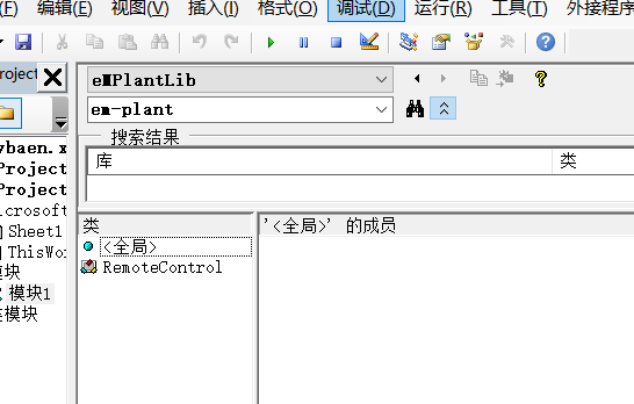 (F) 编辑(E) 视图(V) 插入(I) 格式(O) 调试(D) 运行(R) 工具(T) 外接程序
roject
eMPlantLib
em-plant
搜索结果
库 类
ybaen.x
Project
Project
icrosoft
Sheet1
ThisWo
模块
模块1
模块
类
<全局>
RemoteControl
'<全局>' 的成员